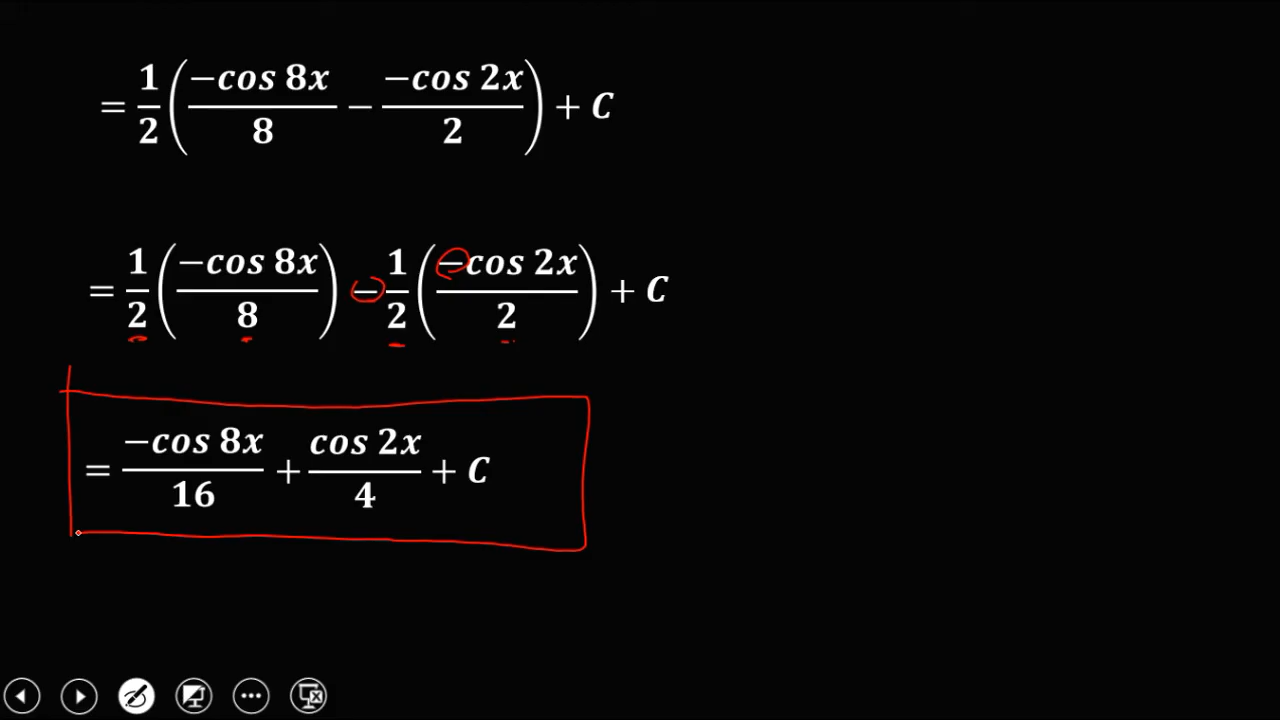 = 1/2 (−cos 8x / 8 − −cos 2x / 2) + C
= 1/2 (−cos 8x / 8) − 1/2 (−cos 2x / 2) + C
= −cos 8x / 16 + cos 2x / 4 + C